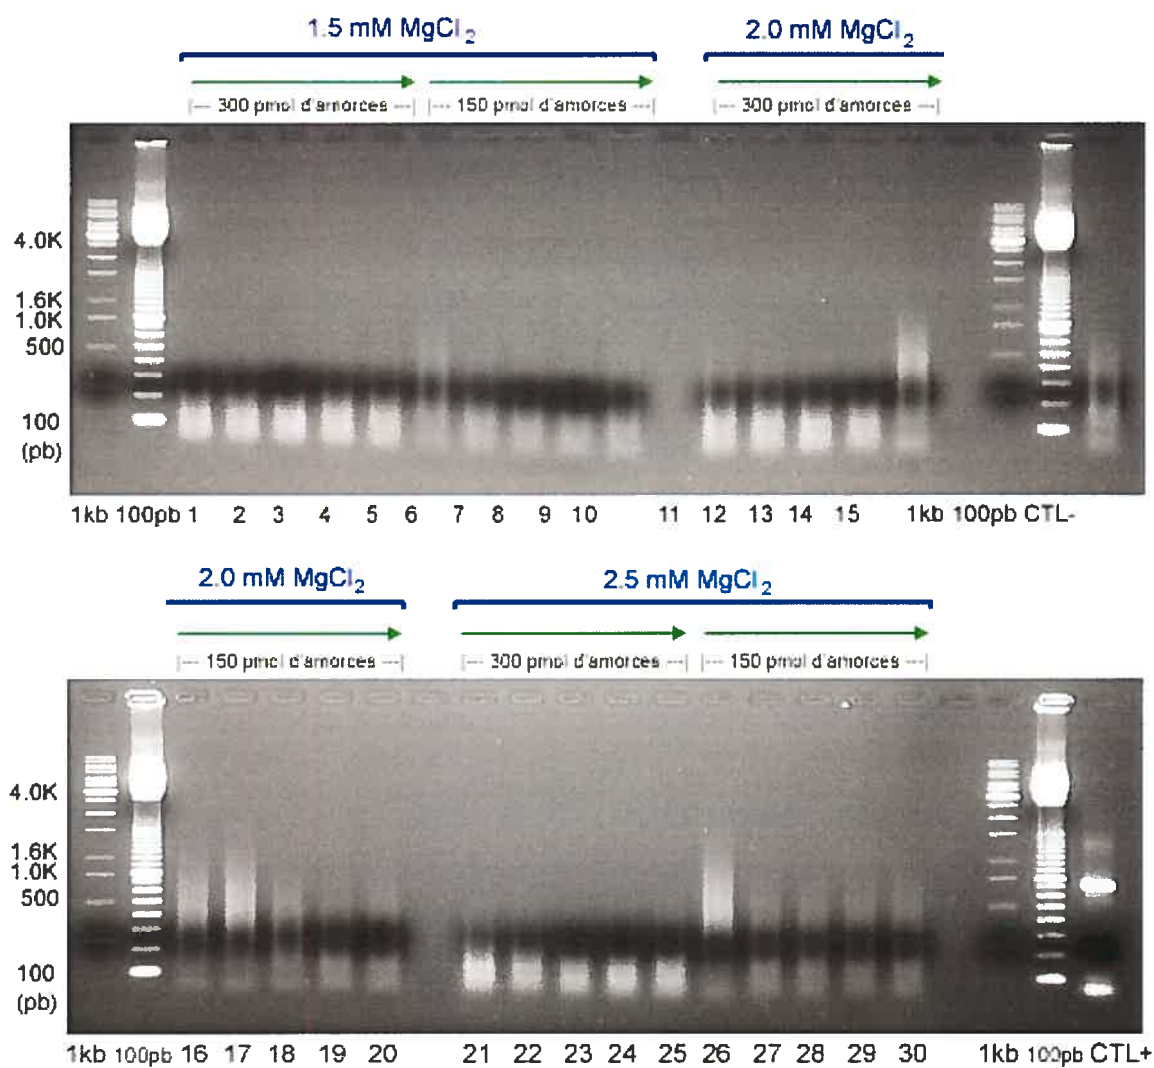 1.5 mM MgCl2 2.0 mM MgCl2
|--- 300 pmol d'amorces ---| |--- 150 pmol d'amorces ---| |--- 300 pmol d'amorces ---|
4.0K
1.6K
1.0K
500
100
(pb)
1kb 100pb 1 2 3 4 5 6 7 8 9 10 11 12 13 14 15 1kb 100pb CTL-
2.0 mM MgCl2 2.5 mM MgCl2
|--- 150 pmol d'amorces ---| |--- 300 pmol d'amorces ---| |--- 150 pmol d'amorces ---|
4.0K
1.6K
1.0K
500
100
(pb)
1kb 100pb 16 17 18 19 20 21 22 23 24 25 26 27 28 29 30 1kb 100pb CTL+